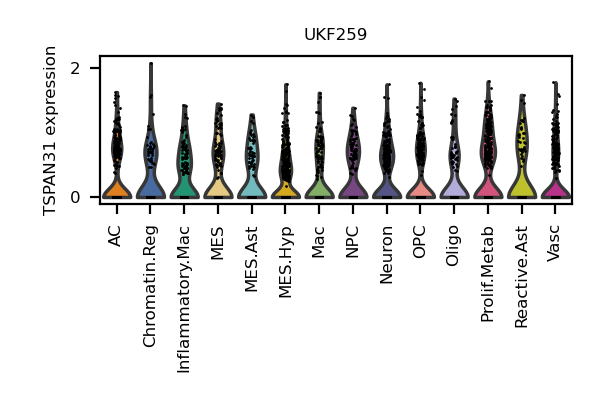 UKF259
TSPAN31 expression
2
0
AC
Chromatin.Reg
Inflammatory.Mac
MES
MES.Ast
MES.Hyp
Mac
NPC
Neuron
OPC
Oligo
Prolif.Metab
Reactive.Ast
Vasc